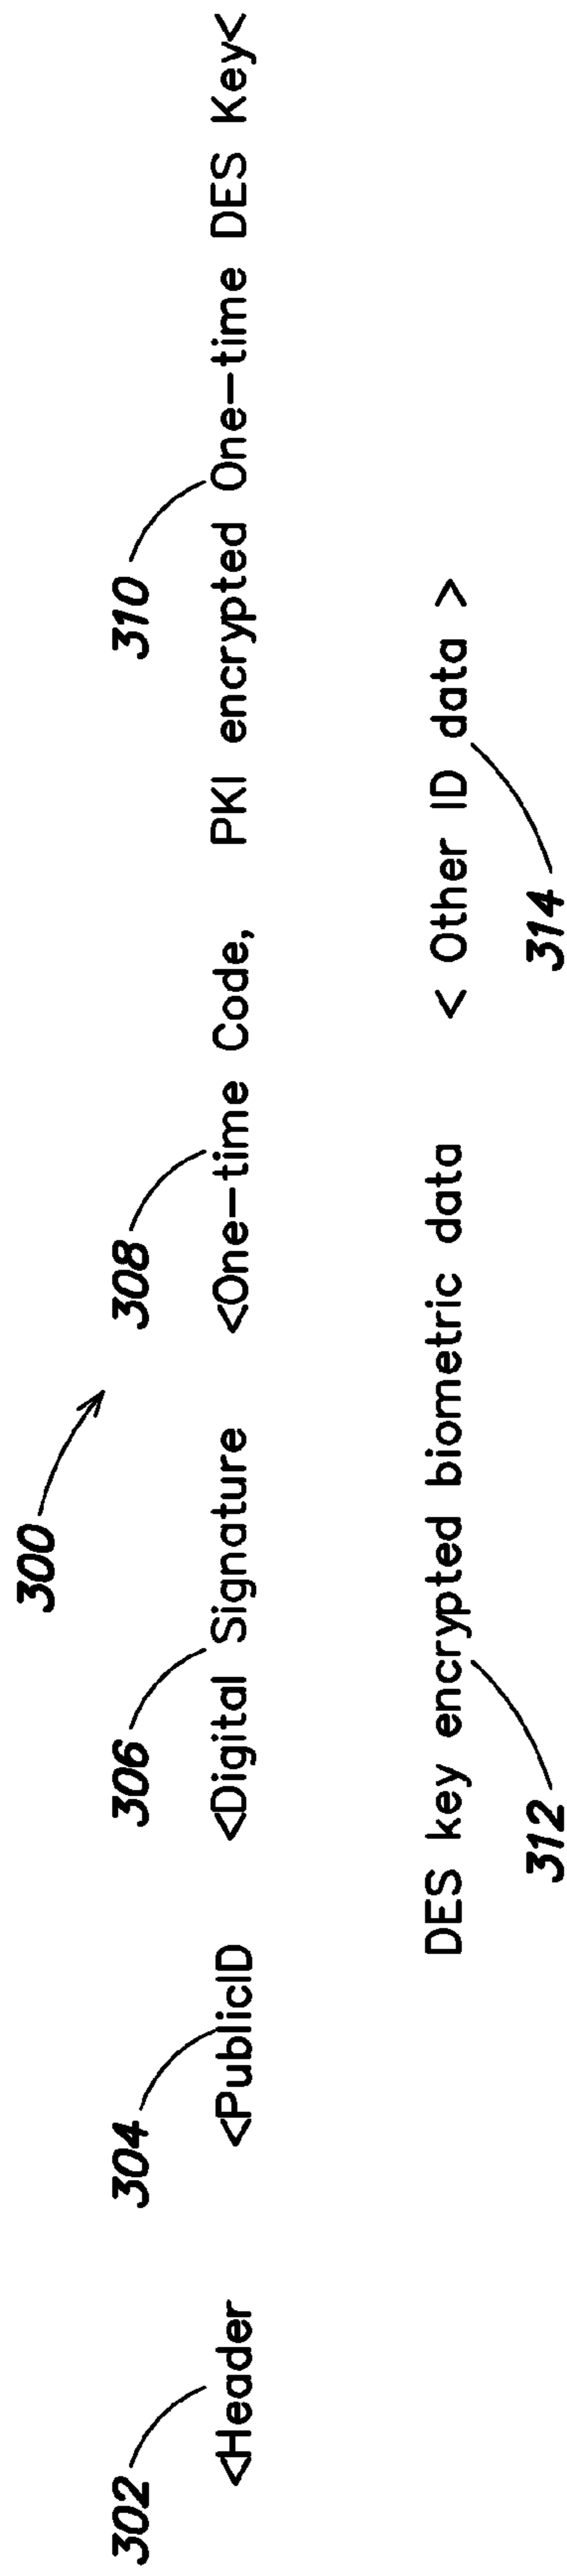 300
302 304 306 308 310
<Header <PublicID <Digital Signature <One-time Code, PKI encrypted One-time DES Key<
DES key encrypted biometric data < Other ID data >
312 314